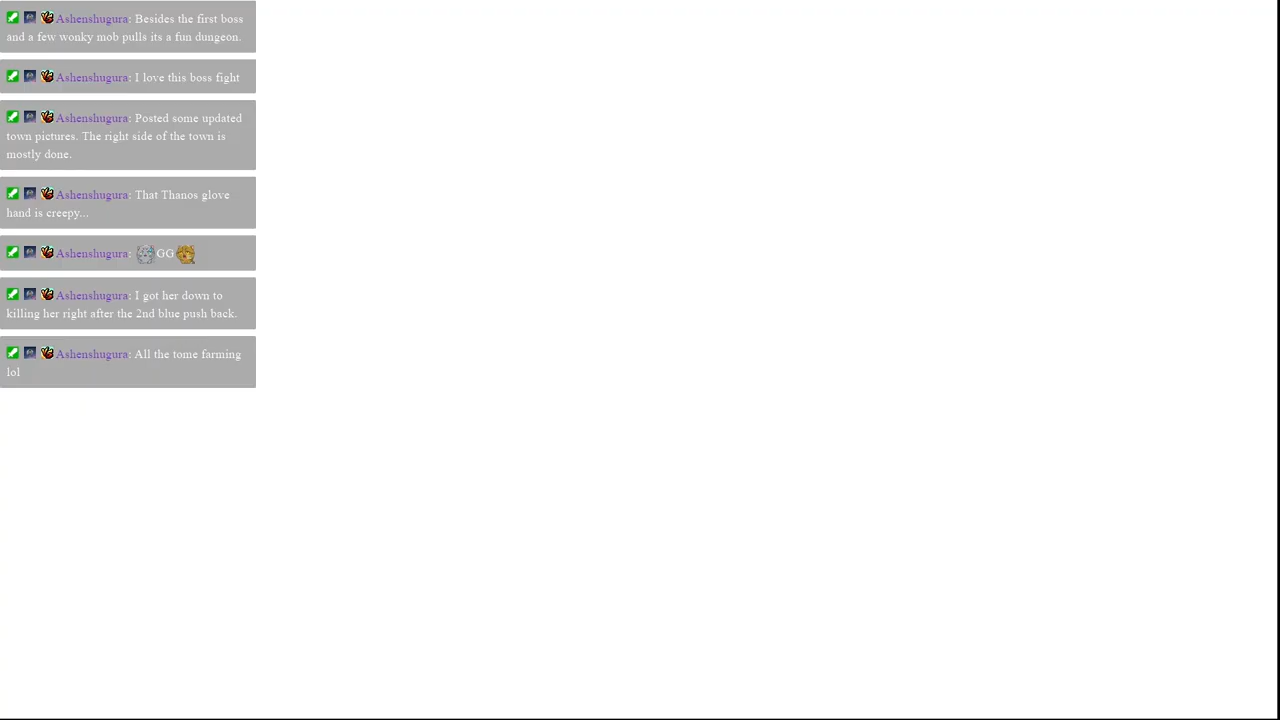 Ashenshugura: Besides the first boss
and a few wonky mob pulls its a fun dungeon.
Ashenshugura: I love this boss fight
Ashenshugura: Posted some updated
town pictures. The right side of the town is
mostly done.
Ashenshugura: That Thanos glove
hand is creepy...
Ashenshugura: GG
Ashenshugura: I got her down to
killing her right after the 2nd blue push back.
Ashenshugura: All the tome farming
lol